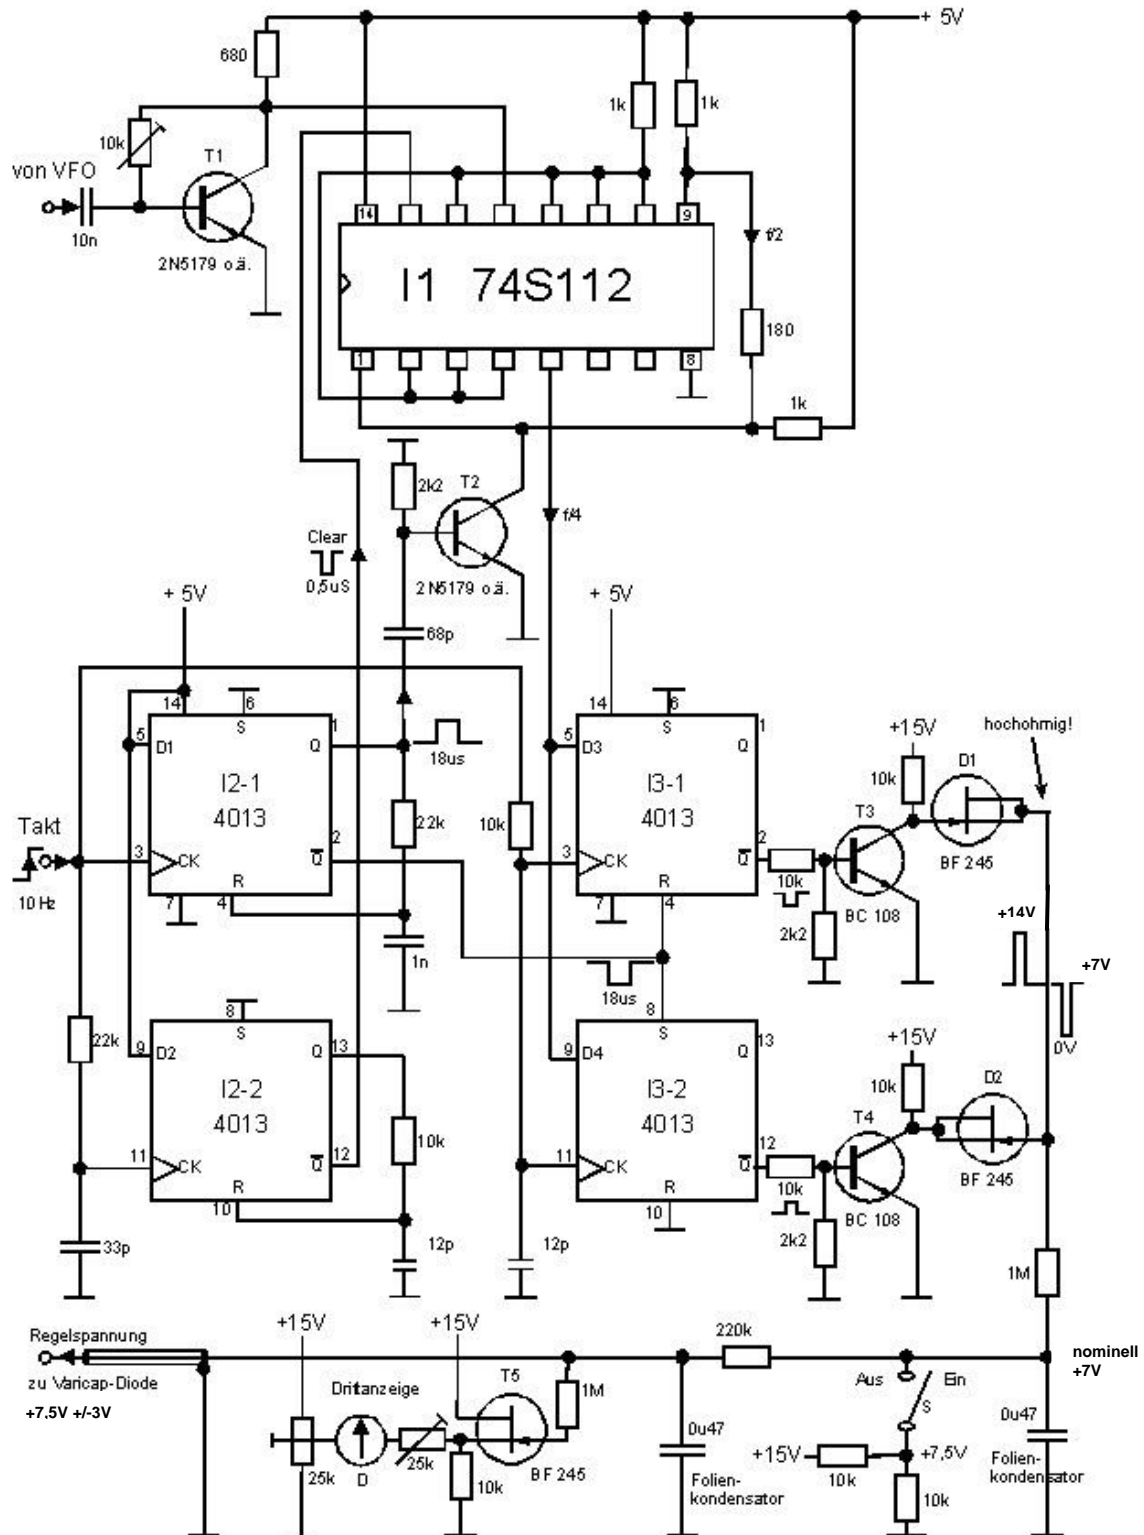 + 5V
680
1k
1k
10k
T1
von VFO
10n
2N5179 o.ä.
14
9
f/2
I1 74S112
180
1
8
1k
2k2
T2
f/4
Clear
0,5uS
2N5179 o.ä.
+ 5V
+ 5V
68p
14
6
S
14
6
S
hochohmig!
+15V
5
D1
Q
1
18us
5
D3
Q
1
10k
D1
I2-1
4013
22k
10k
I3-1
4013
T3
BF 245
Takt
3
CK
Q
2
3
CK
Q
2
10k
10 Hz
R
7
4
R
7
4
BC 108
2k2
+14V
1n
+7V
18us
8
S
8
S
22k
9
D2
Q
13
9
D4
Q
13
+15V
0V
10k
D2
I2-2
4013
10k
I3-2
4013
T4
11
CK
Q
12
11
CK
Q
12
10k
BF 245
R
10
R
10
BC 108
2k2
33p
12p
12p
1M
Regelspannung
+15V
+15V
220k
nominell
+7V
zu Varicap-Diode
+7,5V +/-3V
Driftanzeige
T5
1M
Aus
Ein
S
0u47
0u47
25k
D
25k
10k
BF 245
+15V
+7,5V
10k
10k
Folien-
kondensator
Folien-
kondensator